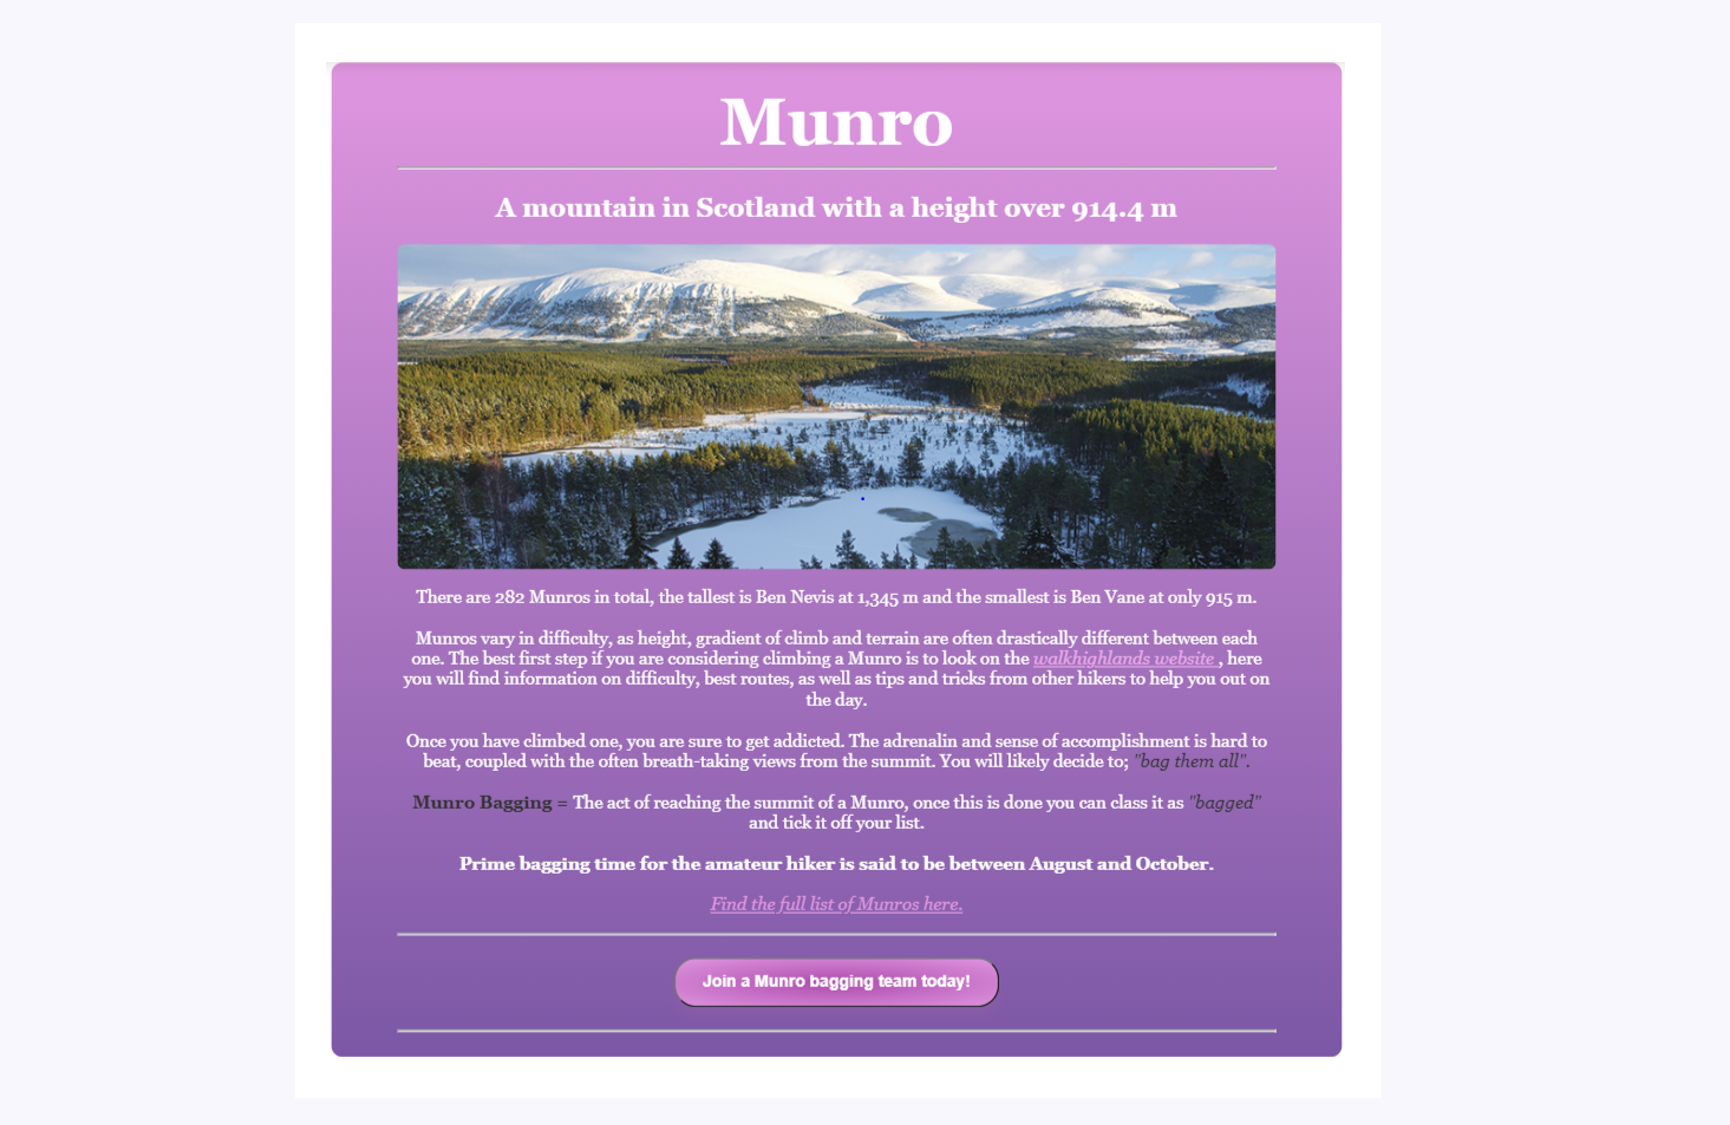 Munro
A mountain in Scotland with a height over 914.4 m
There are 282 Munros in total, the tallest is Ben Nevis at 1,345 m and the smallest is Ben Vane at only 915 m.
Munros vary in difficulty, as height, gradient of climb and terrain are often drastically different between each
one. The best first step if you are considering climbing a Munro is to look on the walkhighlands website , here
you will find information on difficulty, best routes, as well as tips and tricks from other hikers to help you out on
the day.
Once you have climbed one, you are sure to get addicted. The adrenalin and sense of accomplishment is hard to
beat, coupled with the often breath-taking views from the summit. You will likely decide to; "bag them all".
Munro Bagging = The act of reaching the summit of a Munro, once this is done you can class it as "bagged"
and tick it off your list.
Prime bagging time for the amateur hiker is said to be between August and October.
Find the full list of Munros here.
Join a Munro bagging team today!